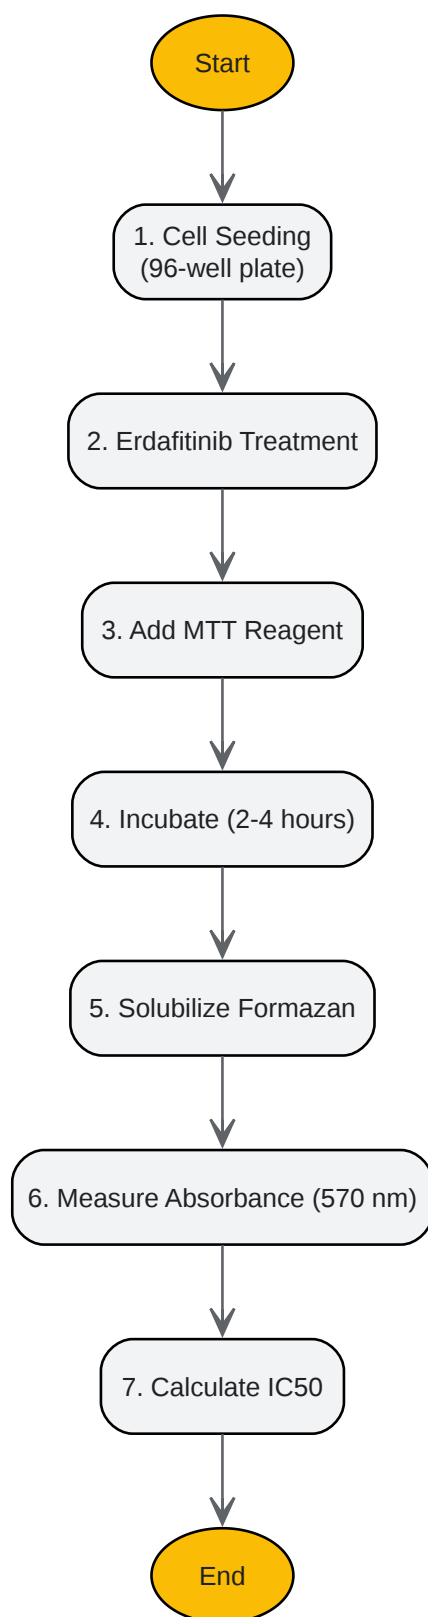 Start
1. Cell Seeding
(96-well plate)
2. Erdafitinib Treatment
3. Add MTT Reagent
4. Incubate (2-4 hours)
5. Solubilize Formazan
6. Measure Absorbance (570 nm)
7. Calculate IC50
End